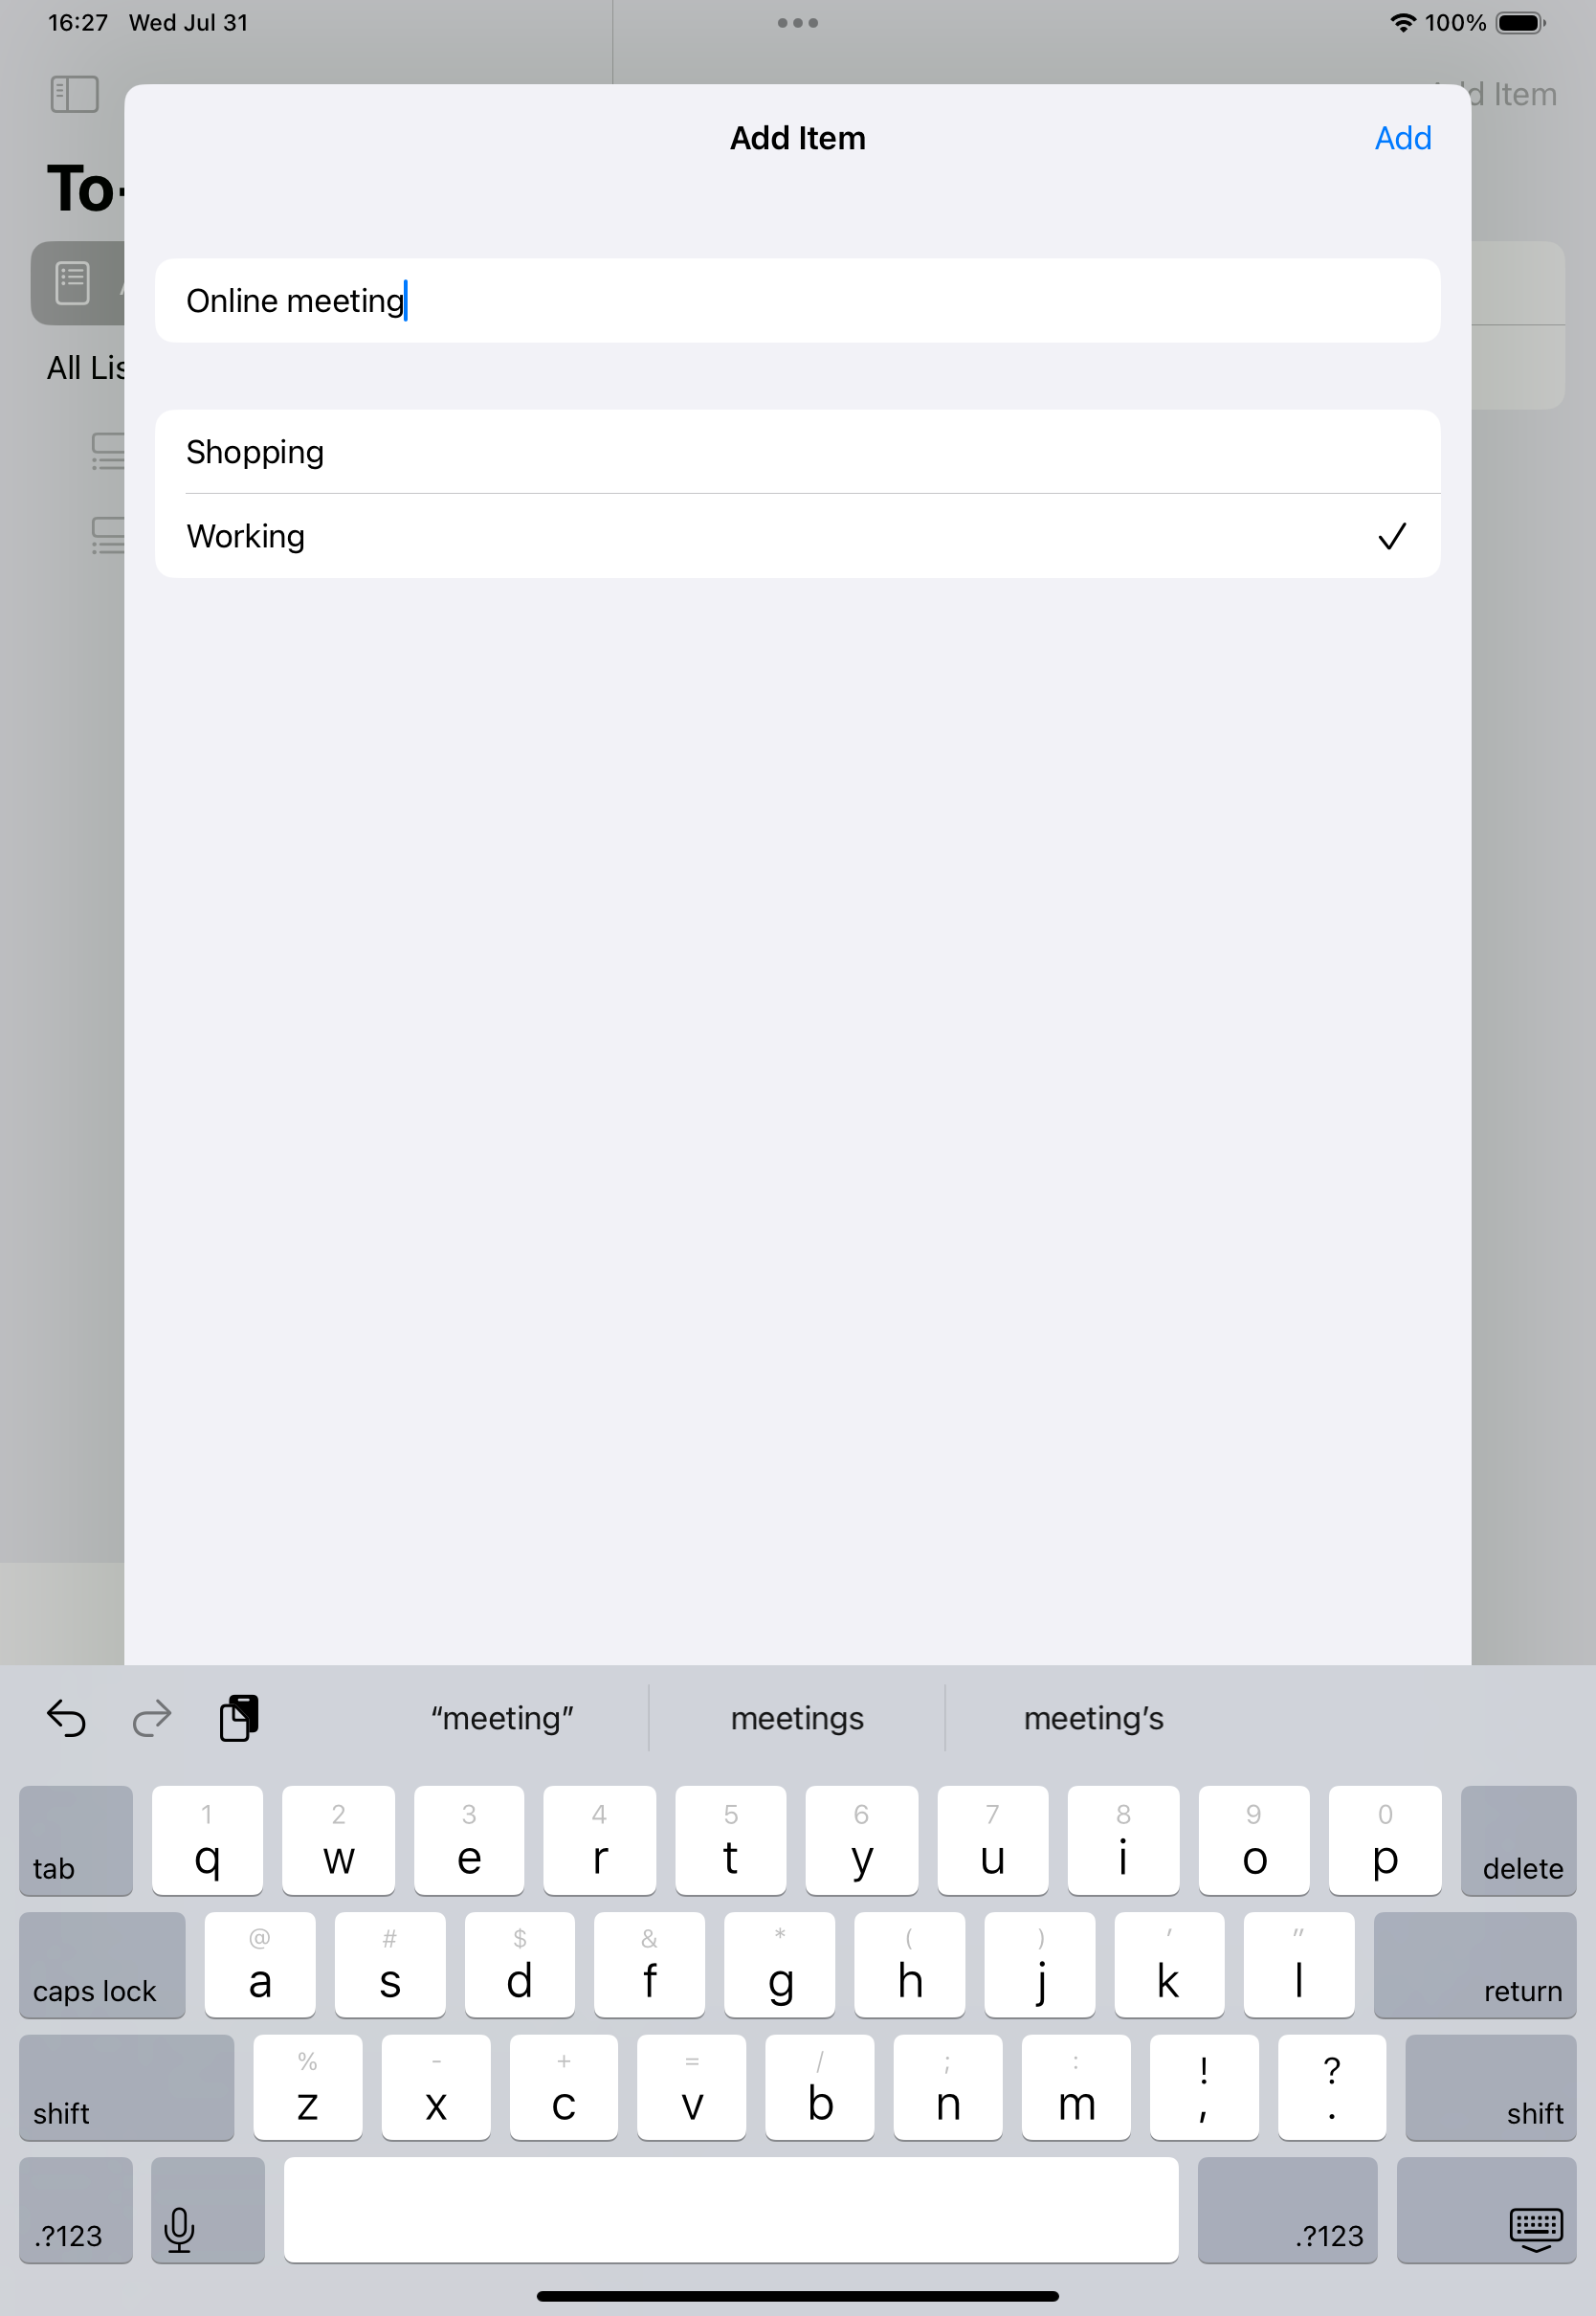 16:27 Wed Jul 31
100%
Item
To-
Add Item
Add
Online meeting
All Lis
Shopping
Working
“meeting” meetings meeting’s
tab 1 q 2 w 3 e 4 r 5 t 6 y 7 u 8 i 9 o 0 p delete
caps lock @ a # s $ d & f * g ( h ) j ' k " l return
shift % z - x + c = v / b ; n : m ! , ? . shift
.?123 .?123